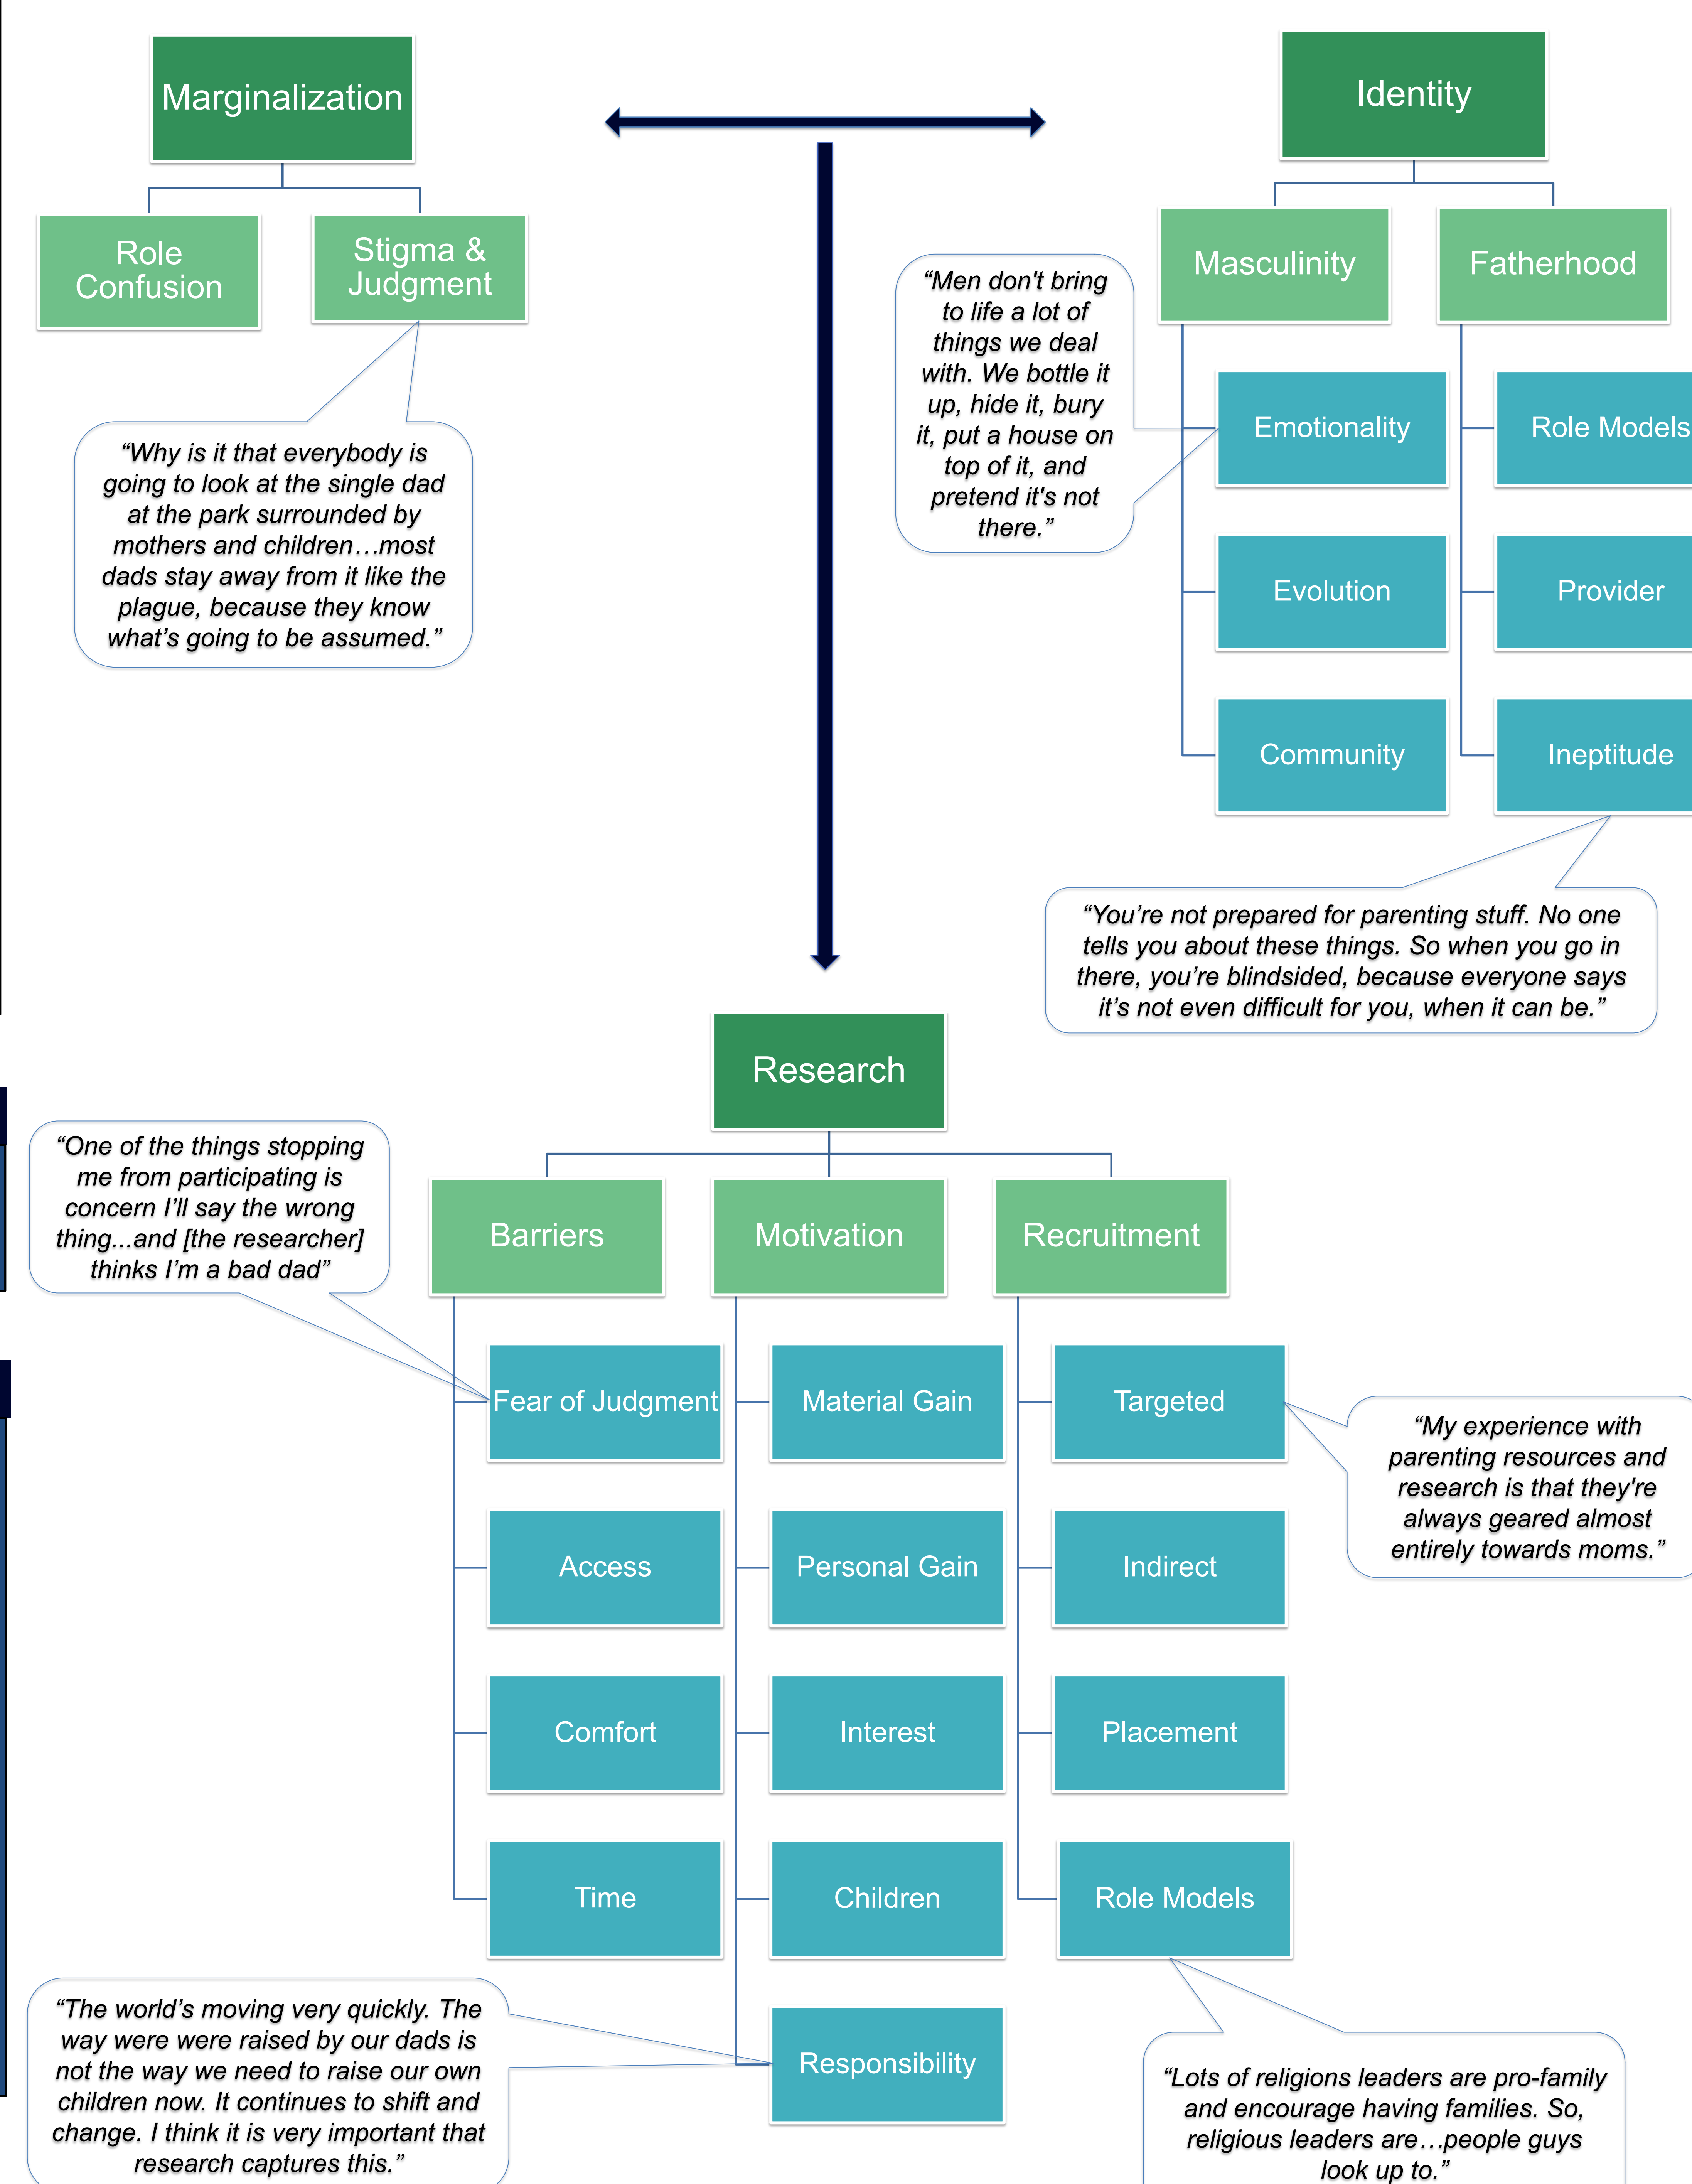 Marginalization
Identity
Role
Confusion
Stigma &
Judgment
“Why is it that everybody is
going to look at the single dad
at the park surrounded by
mothers and children…most
dads stay away from it like the
plague, because they know
what’s going to be assumed.”
Masculinity
Fatherhood
“Men don't bring
to life a lot of
things we deal
with. We bottle it
up, hide it, bury
it, put a house on
top of it, and
pretend it's not
there.”
Emotionality
Role Models
Evolution
Provider
Community
Ineptitude
“You’re not prepared for parenting stuff. No one
tells you about these things. So when you go in
there, you’re blindsided, because everyone says
it’s not even difficult for you, when it can be.”
Research
“One of the things stopping
me from participating is
concern I’ll say the wrong
thing...and [the researcher]
thinks I’m a bad dad”
Barriers
Motivation
Recruitment
Fear of Judgment
Material Gain
Targeted
“My experience with
parenting resources and
research is that they're
always geared almost
entirely towards moms.”
Access
Personal Gain
Indirect
Comfort
Interest
Placement
Time
Children
Role Models
“The world’s moving very quickly. The
way were were raised by our dads is
not the way we need to raise our own
children now. It continues to shift and
change. I think it is very important that
research captures this.”
Responsibility
“Lots of religions leaders are pro-family
and encourage having families. So,
religious leaders are…people guys
look up to.”